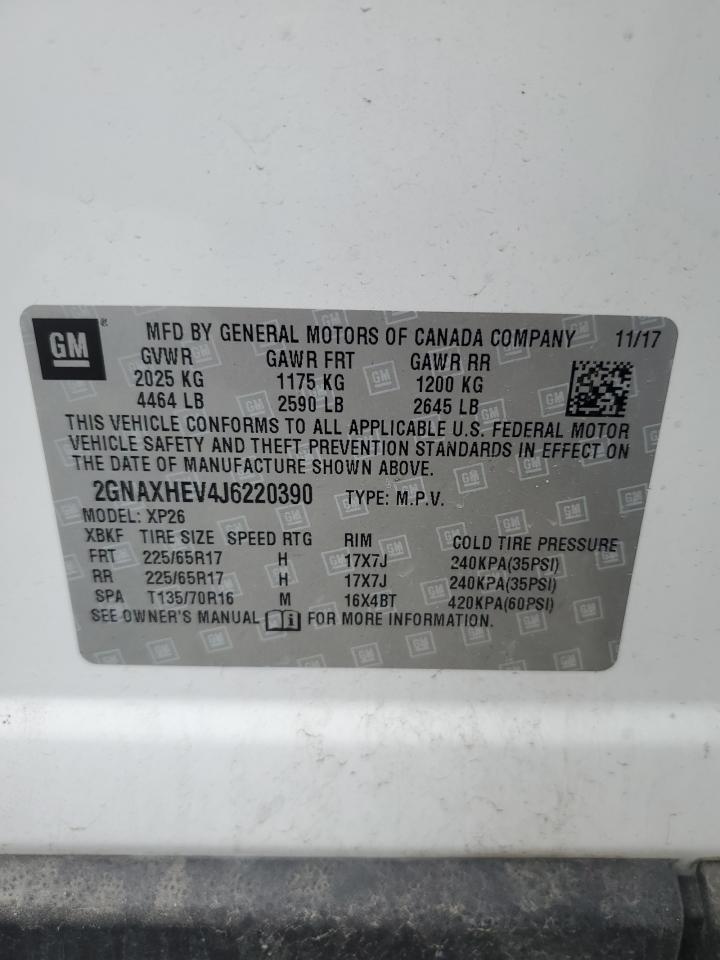 GM ® MFD BY GENERAL MOTORS OF CANADA COMPANY 11/17
GVWR GAWR FRT GAWR RR
2025 KG 1175 KG 1200 KG
4464 LB 2590 LB 2645 LB
THIS VEHICLE CONFORMS TO ALL APPLICABLE U.S. FEDERAL MOTOR
VEHICLE SAFETY AND THEFT PREVENTION STANDARDS IN EFFECT ON
THE DATE OF MANUFACTURE SHOWN ABOVE.
2GNAXHEV4J6220390 TYPE: M.P.V.
MODEL: XP26
XBKF TIRE SIZE SPEED RTG RIM COLD TIRE PRESSURE
FRT 225/65R17 H 17X7J 240KPA(35PSI)
RR 225/65R17 H 17X7J 240KPA(35PSI)
SPA T135/70R16 M 16X4BT 420KPA(60PSI)
SEE OWNER'S MANUAL i FOR MORE INFORMATION.